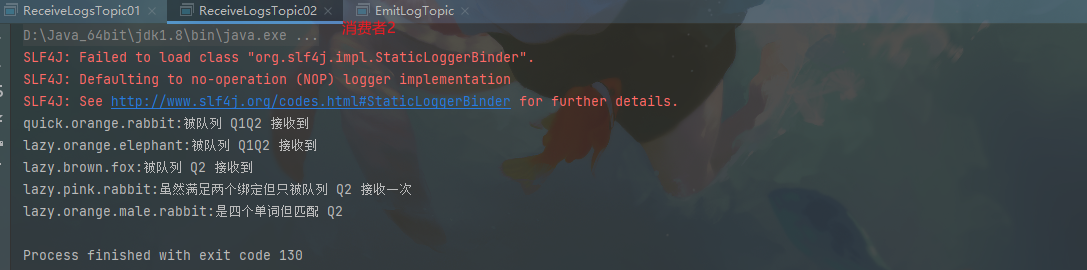 ReceiveLogsTopic01 × ReceiveLogsTopic02 × EmitLogTopic ×
消费者2
D:\Java_64bit\jdk1.8\bin\java.exe ...
SLF4J: Failed to load class "org.slf4j.impl.StaticLoggerBinder".
SLF4J: Defaulting to no-operation (NOP) logger implementation
SLF4J: See http://www.slf4j.org/codes.html#StaticLoggerBinder for further details.
quick.orange.rabbit:被队列 Q1Q2 接收到
lazy.orange.elephant:被队列 Q1Q2 接收到
lazy.brown.fox:被队列 Q2 接收到
lazy.pink.rabbit:虽然满足两个绑定但只被队列 Q2 接收一次
lazy.orange.male.rabbit:是四个单词但匹配 Q2
Process finished with exit code 130